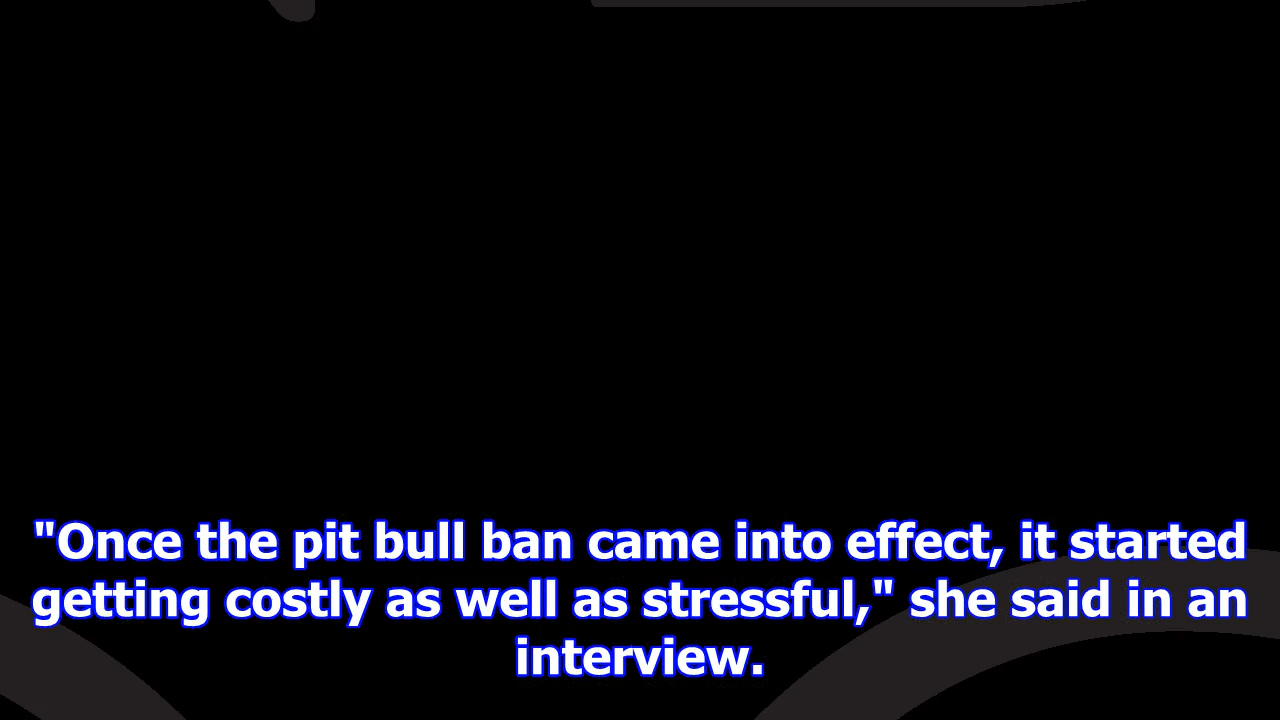 "Once the pit bull ban came into effect, it started
getting costly as well as stressful," she said in an
interview.